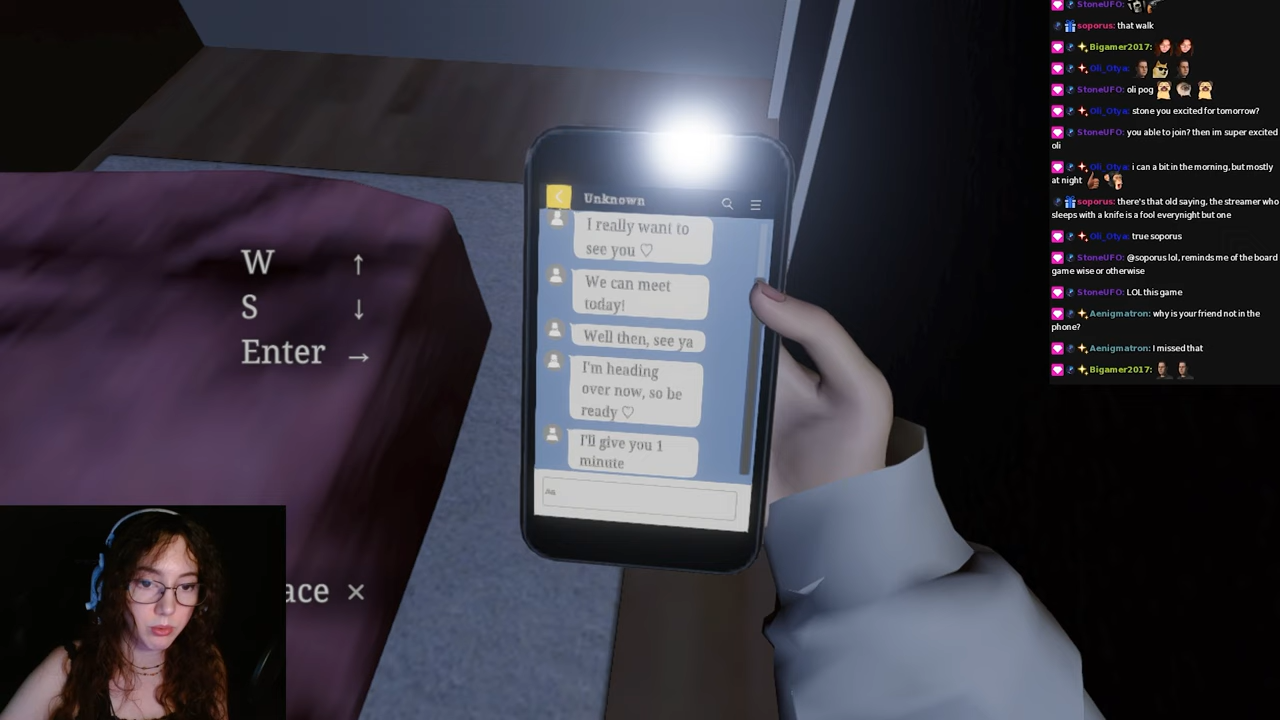 W ↑
S ↓
Enter →
ace ×
Unknown
I really want to
see you ♡
We can meet
today!
Well then, see ya
I'm heading
over now, so be
ready ♡
I'll give you 1
minute
Aa
StoneUFO:
soporus: that walk
Bigamer2017:
Oli_Otya:
StoneUFO: oli pog
Oli_Otya: stone you excited for tomorrow?
StoneUFO: you able to join? then im super excited
oli
Oli_Otya: i can a bit in the morning, but mostly
at night
soporus: there's that old saying, the streamer who
sleeps with a knife is a fool everynight but one
Oli_Otya: true soporus
StoneUFO: @soporus lol, reminds me of the board
game wise or otherwise
StoneUFO: LOL this game
Aenigmatron: why is your friend not in the
phone?
Aenigmatron: I missed that
Bigamer2017: